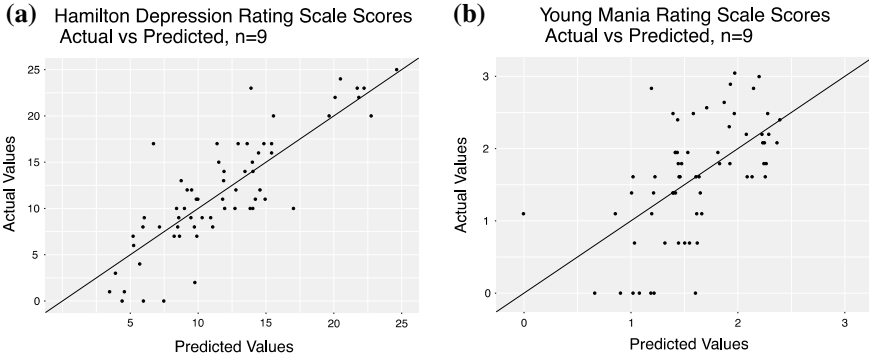 (a) Hamilton Depression Rating Scale Scores
Actual vs Predicted, n=9
Actual Values
25
20
15
10
5
0
5 10 15 20 25
Predicted Values
(b) Young Mania Rating Scale Scores
Actual vs Predicted, n=9
Actual Values
3
2
1
0
0 1 2 3
Predicted Values